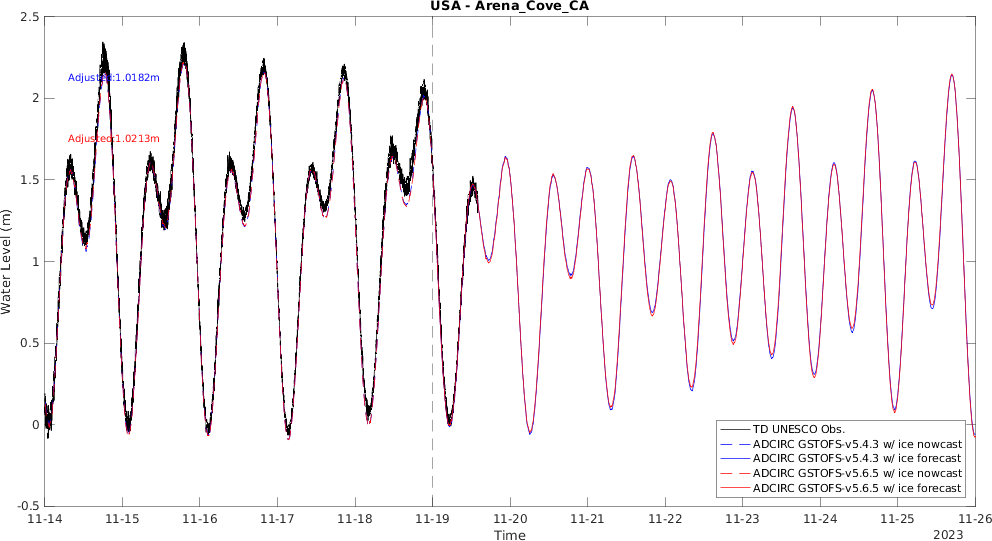 USA - Arena_Cove_CA
2.5
2
1.5
1
0.5
0
-0.5
Water Level (m)
Adjusted:1.0182m
Adjusted:1.0213m
TD UNESCO Obs.
ADCIRC GSTOFS-v5.4.3 w/ ice nowcast
ADCIRC GSTOFS-v5.4.3 w/ ice forecast
ADCIRC GSTOFS-v5.6.5 w/ ice nowcast
ADCIRC GSTOFS-v5.6.5 w/ ice forecast
11-14 11-15 11-16 11-17 11-18 11-19 11-20 11-21 11-22 11-23 11-24 11-25 11-26
Time
2023